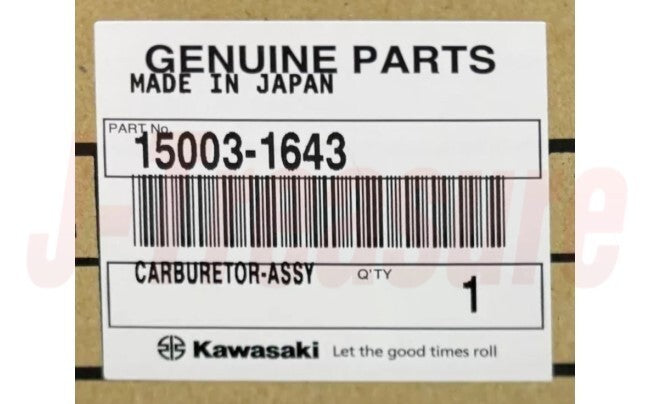 GENUINE PARTS
MADE IN JAPAN
PART No.
15003-1643
CARBURETOR-ASSY Q'TY
1
Kawasaki Let the good times roll
J-Treasure